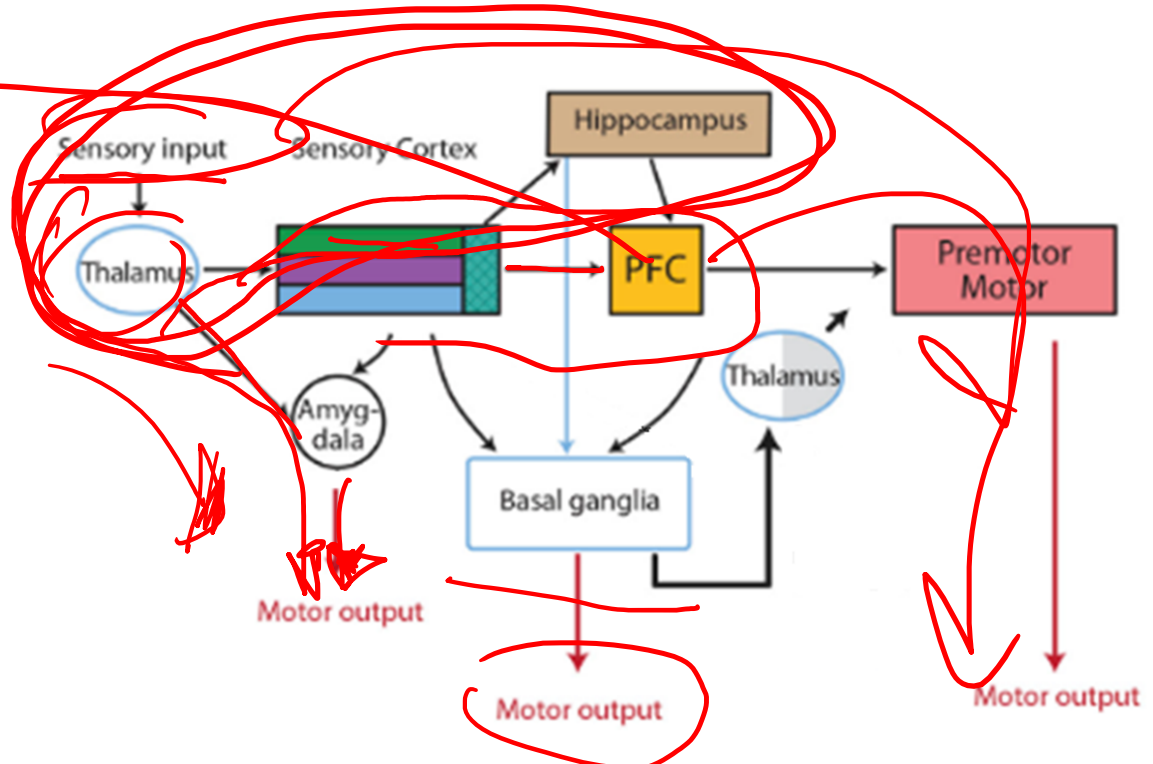 Hippocampus
Sensory input
Sensory Cortex
Thalamus
PFC
Premotor
Motor
Thalamus
Amyg-
dala
Basal ganglia
Motor output
Motor output
Motor output